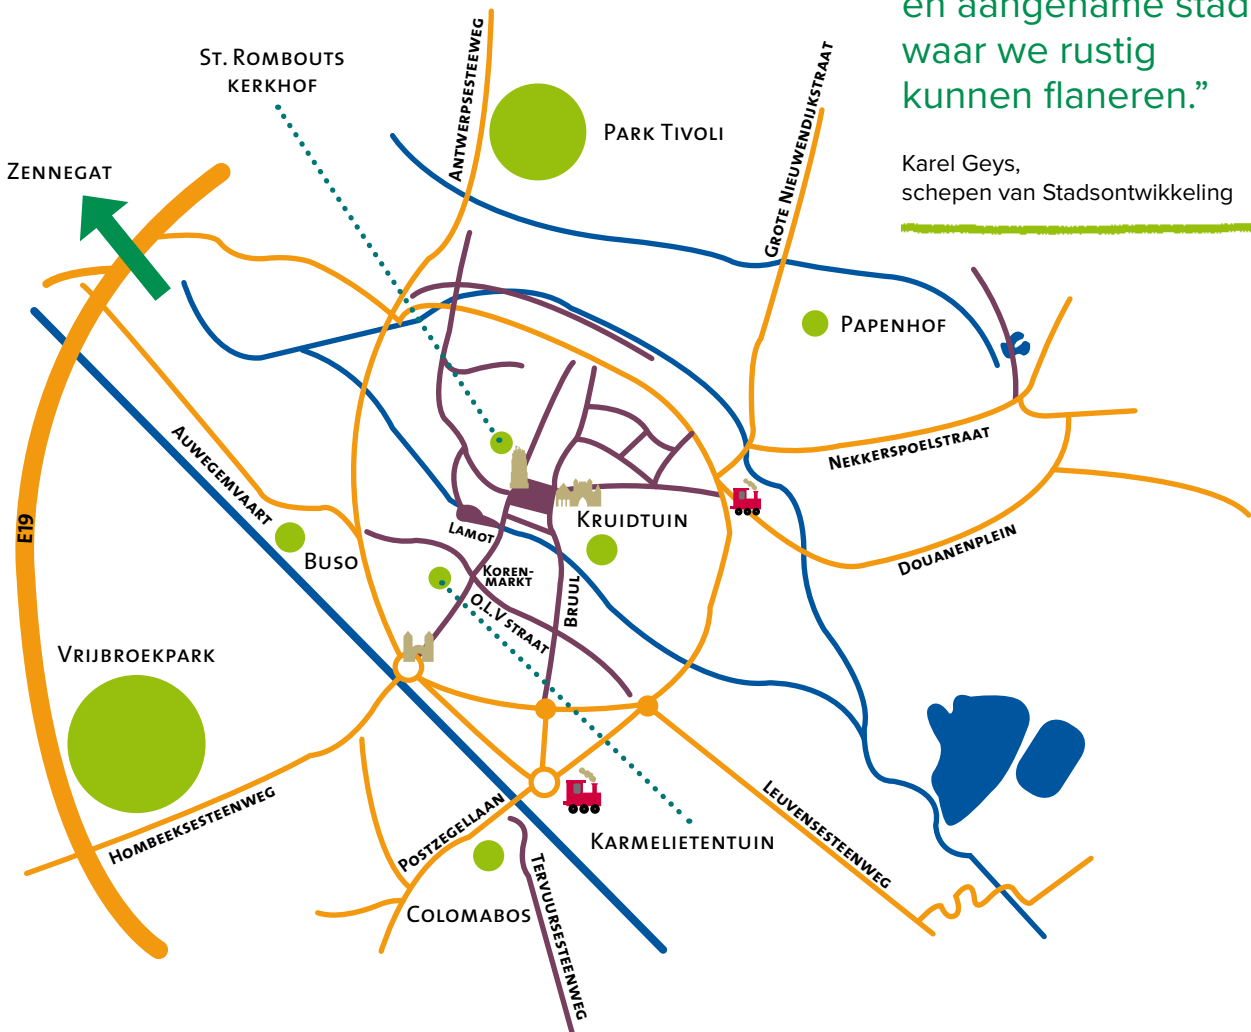 en aangename stad
waar we rustig
kunnen flaneren.”
Karel Geys,
schepen van Stadsontwikkeling
St. Rombouts
kerkhof
Antwerpsesteeweg
Park Tivoli
Grote Nieuwendijkstraat
Zennegat
Papenhof
Nekkerspoelstraat
Auwegemvaart
E19
Kruidtuin
Lamot
Douanenplein
Buso
Koren-
markt
O.L.V straat
Bruul
Vrijbroekpark
Hombeeksesteenweg
Postzegellaan
Karmelietentuin
Leuvensesteenweg
Tervuursesteenweg
Colomabos